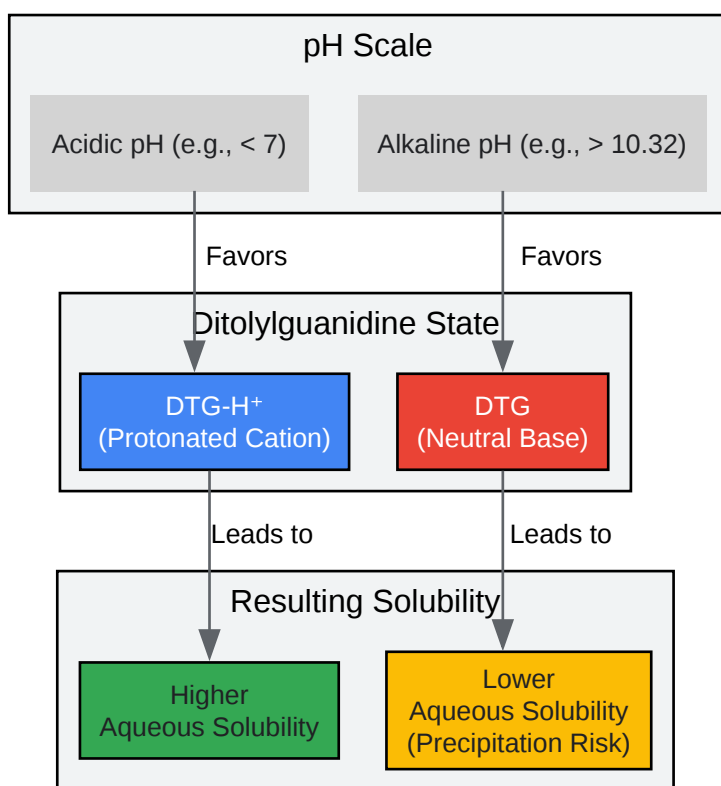 pH Scale
Acidic pH (e.g., < 7)
Alkaline pH (e.g., > 10.32)
Favors
Favors
Ditolylguanidine State
DTG-H⁺
(Protonated Cation)
DTG
(Neutral Base)
Leads to
Leads to
Resulting Solubility
Higher
Aqueous Solubility
Lower
Aqueous Solubility
(Precipitation Risk)